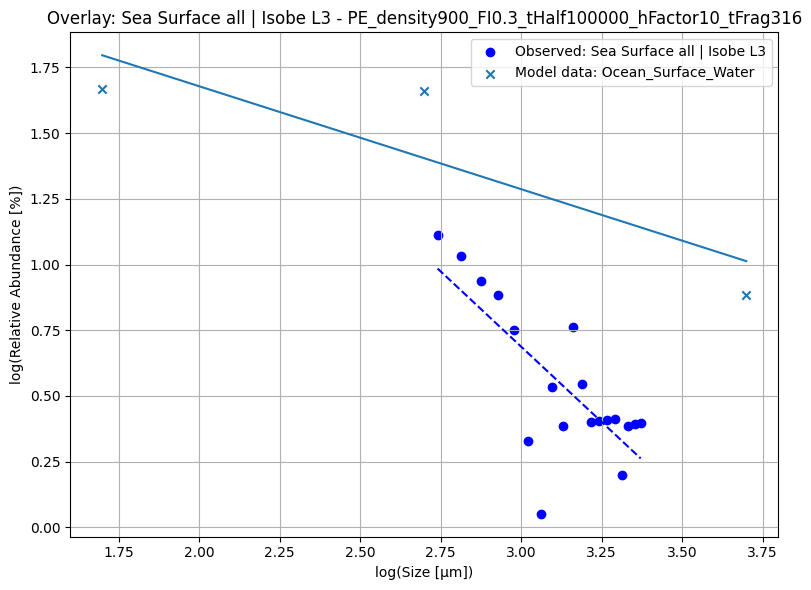 Overlay: Sea Surface all | Isobe L3 - PE_density900_FI0.3_tHalf100000_hFactor10_tFrag316
Observed: Sea Surface all | Isobe L3
Model data: Ocean_Surface_Water
log(Relative Abundance [%])
1.75
1.50
1.25
1.00
0.75
0.50
0.25
0.00
1.75 2.00 2.25 2.50 2.75 3.00 3.25 3.50 3.75
log(Size [μm])